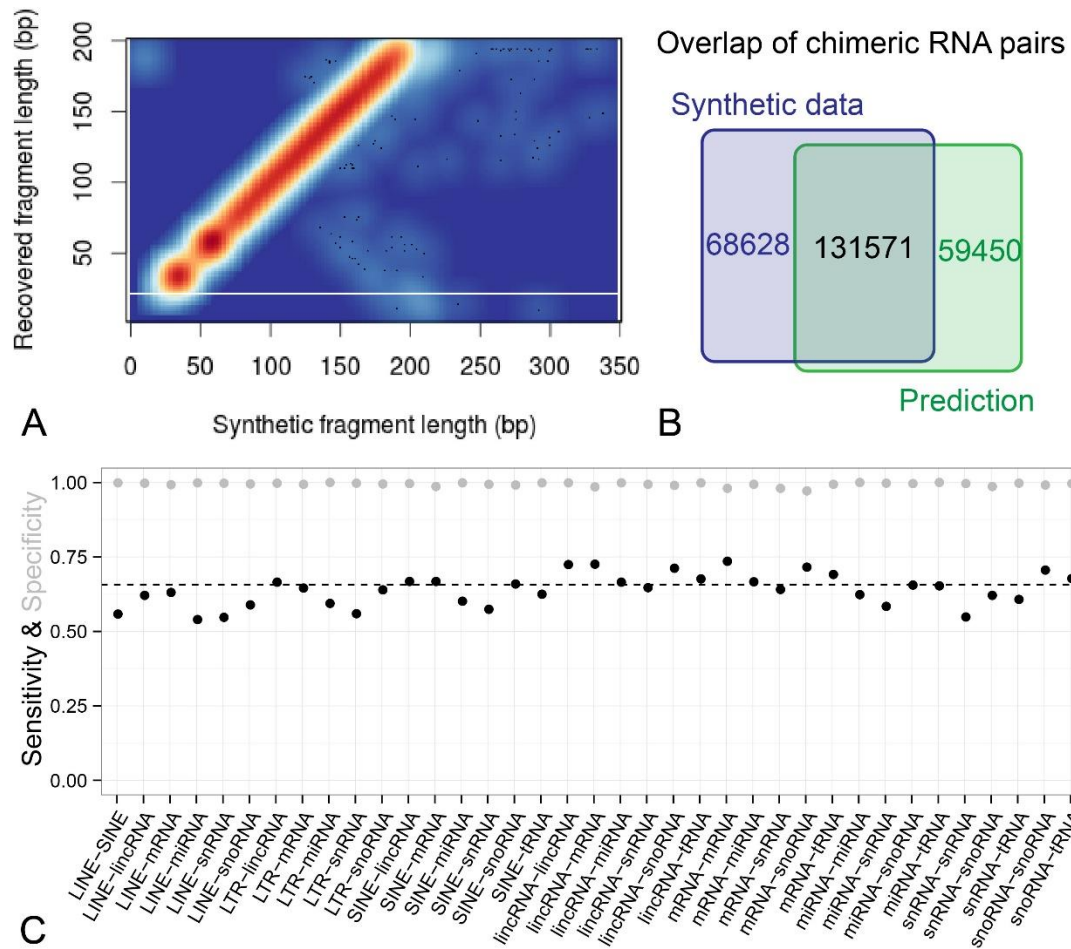 Recovered fragment length (bp)
200
150
100
50
0
50
100
150
200
250
300
350
Synthetic fragment length (bp)
A
Overlap of chimeric RNA pairs
Synthetic data
68628
131571
59450
Prediction
B
Sensitivity & Specificity
1.00
0.75
0.50
0.25
0.00
LINE-SINE
LINE-lincRNA
LINE-mRNA
LINE-miRNA
LINE-snRNA
LINE-snoRNA
LTR-lincRNA
LTR-mRNA
LTR-miRNA
LTR-snRNA
LTR-snoRNA
SINE-lincRNA
SINE-mRNA
SINE-miRNA
SINE-snRNA
SINE-snoRNA
SINE-tRNA
lincRNA-lincRNA
lincRNA-mRNA
lincRNA-miRNA
lincRNA-snRNA
lincRNA-snoRNA
lincRNA-tRNA
mRNA-mRNA
mRNA-miRNA
mRNA-snRNA
mRNA-snoRNA
mRNA-tRNA
miRNA-miRNA
miRNA-snRNA
miRNA-snoRNA
miRNA-tRNA
snRNA-snRNA
snRNA-snoRNA
snRNA-tRNA
snoRNA-snoRNA
snoRNA-tRNA
C